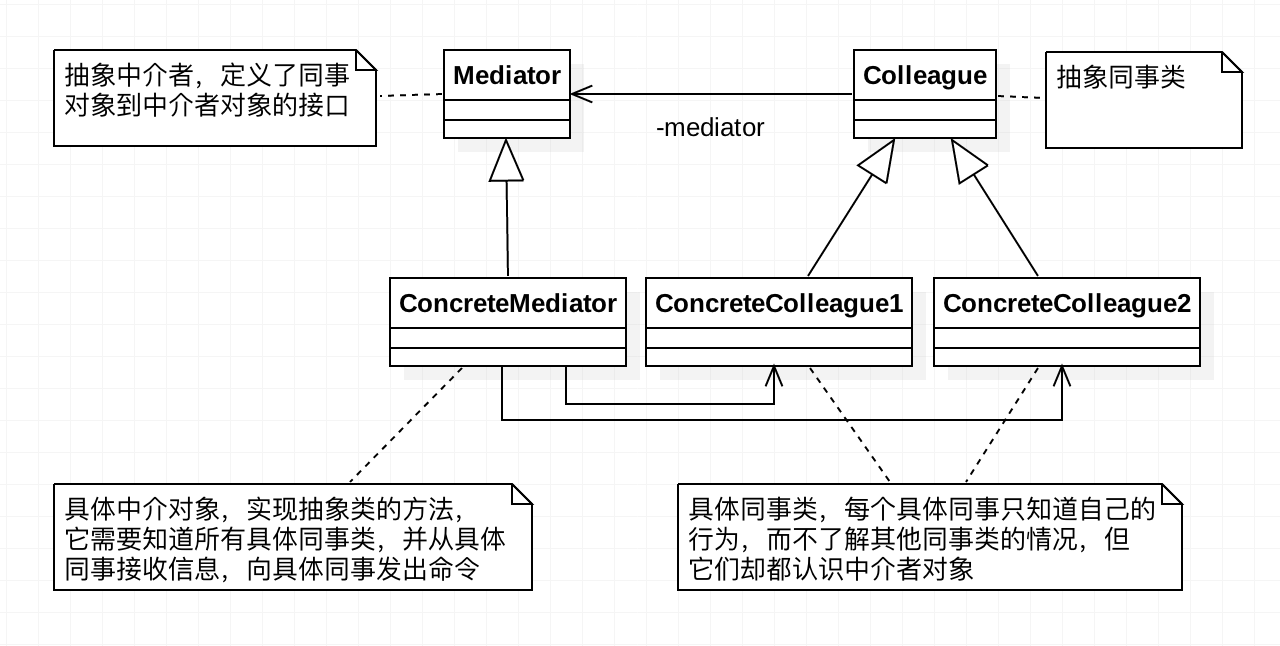 抽象中介者，定义了同事
对象到中介者对象的接口
Mediator
Colleague
抽象同事类
-mediator
ConcreteMediator
ConcreteColleague1
ConcreteColleague2
具体中介对象，实现抽象类的方法，
它需要知道所有具体同事类，并从具体
同事接收信息，向具体同事发出命令
具体同事类，每个具体同事只知道自己的
行为，而不了解其他同事类的情况，但
它们却都认识中介者对象